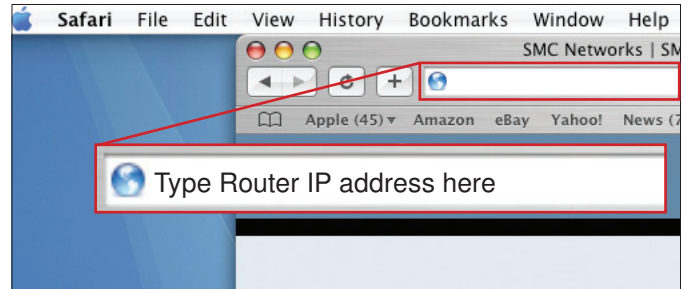 Safari File Edit View History Bookmarks Window Help
SMC Networks | SM
Apple (45) Amazon eBay Yahoo! News (7
Type Router IP address here